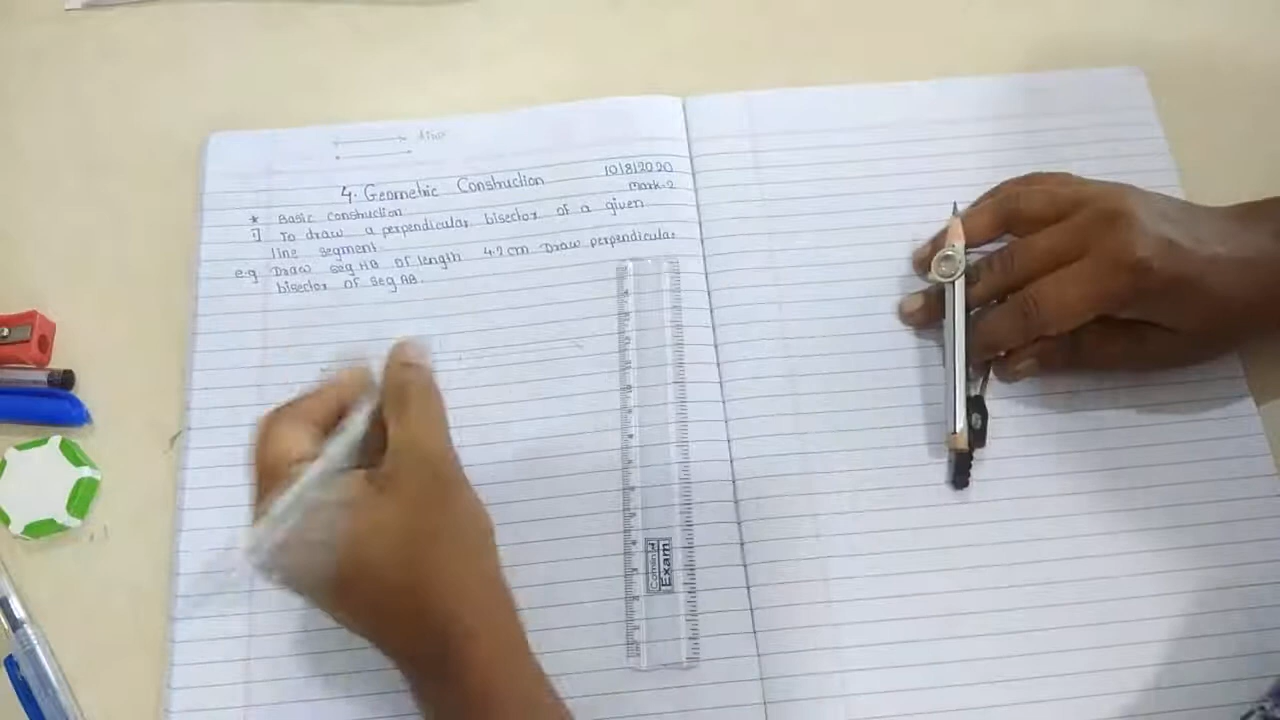 4. Geometric Construction
10/8/2020
Mark-2
* Basic construction
1] To draw a perpendicular bisector of a given
line segment.
e.g Draw seg AB of length 4.7 cm Draw perpendicular
bisector of seg AB.
Exam